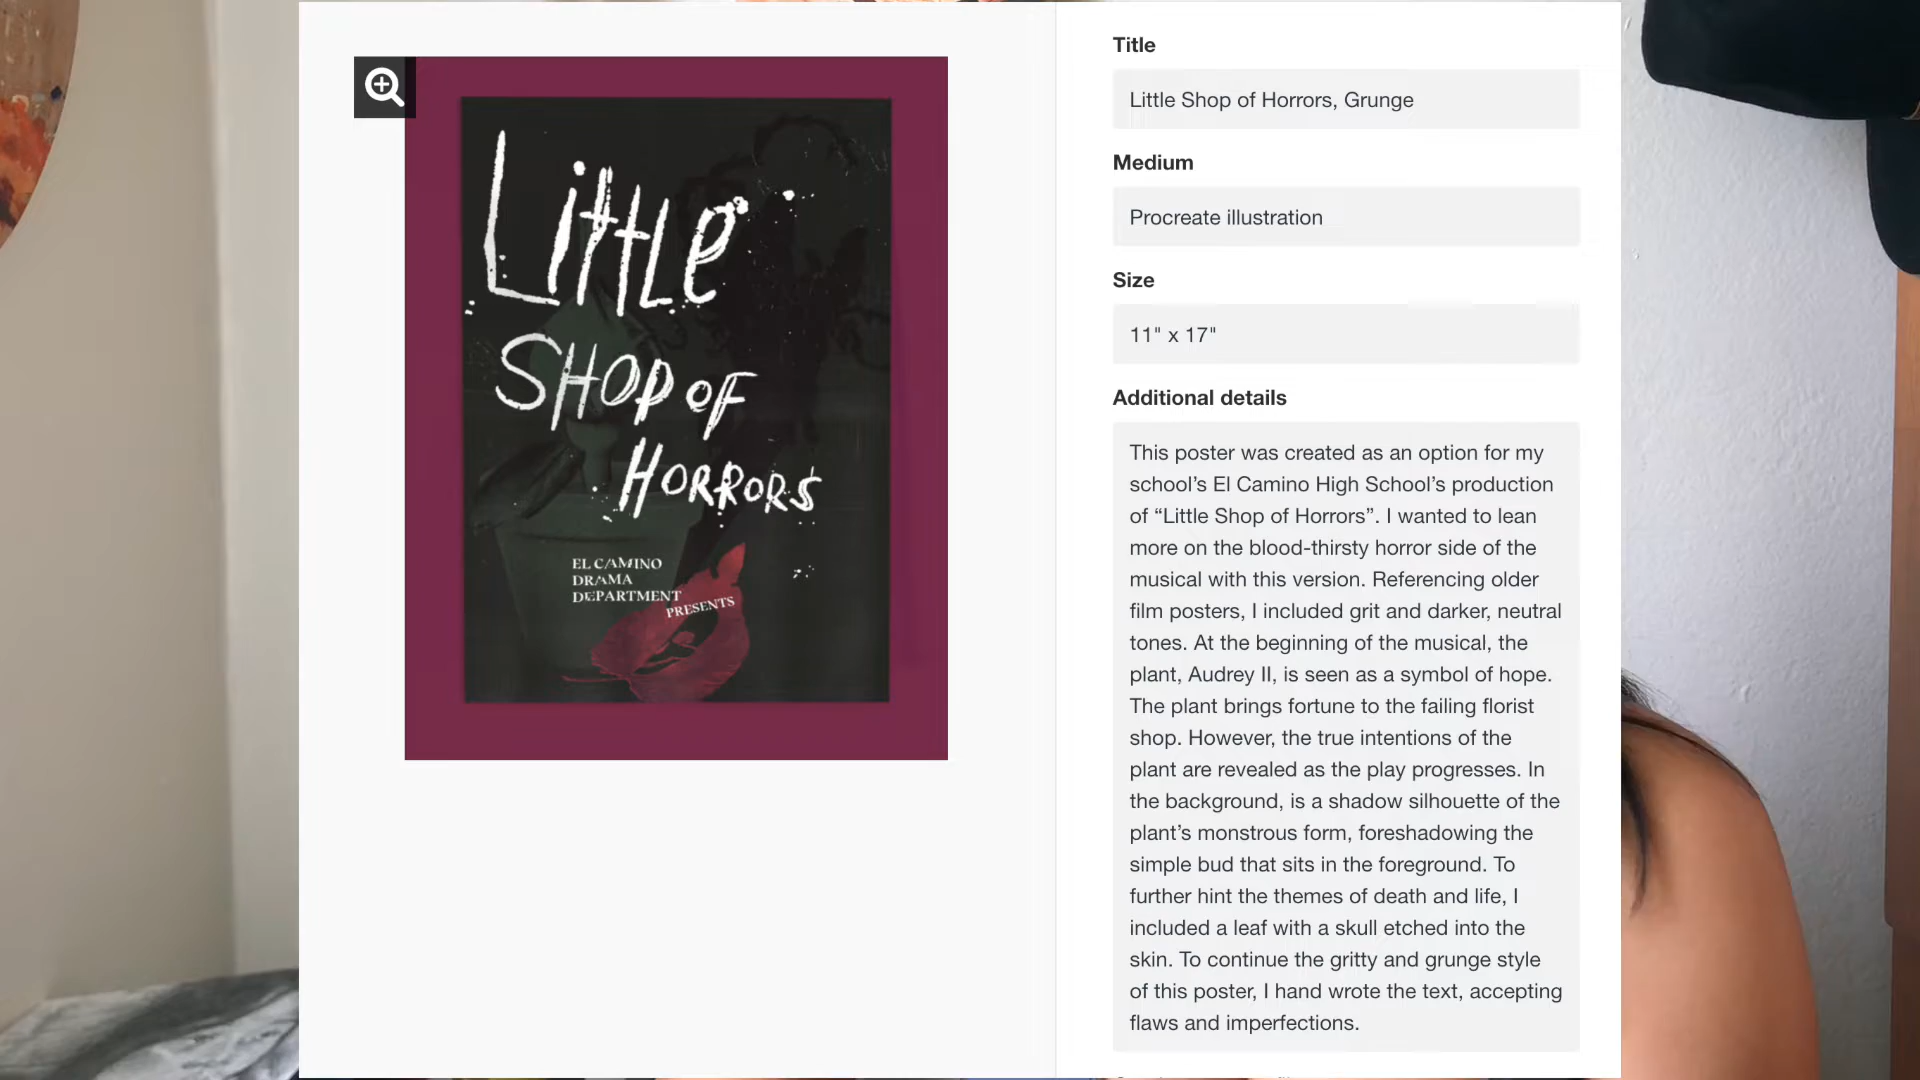 Little
Shop of
Horrors
EL CAMINO
DRAMA
DEPARTMENT
PRESENTS
Title
Little Shop of Horrors, Grunge
Medium
Procreate illustration
Size
11" x 17"
Additional details
This poster was created as an option for my
school’s El Camino High School’s production
of “Little Shop of Horrors”. I wanted to lean
more on the blood-thirsty horror side of the
musical with this version. Referencing older
film posters, I included grit and darker, neutral
tones. At the beginning of the musical, the
plant, Audrey II, is seen as a symbol of hope.
The plant brings fortune to the failing florist
shop. However, the true intentions of the
plant are revealed as the play progresses. In
the background, is a shadow silhouette of the
plant’s monstrous form, foreshadowing the
simple bud that sits in the foreground. To
further hint the themes of death and life, I
included a leaf with a skull etched into the
skin. To continue the gritty and grunge style
of this poster, I hand wrote the text, accepting
flaws and imperfections.